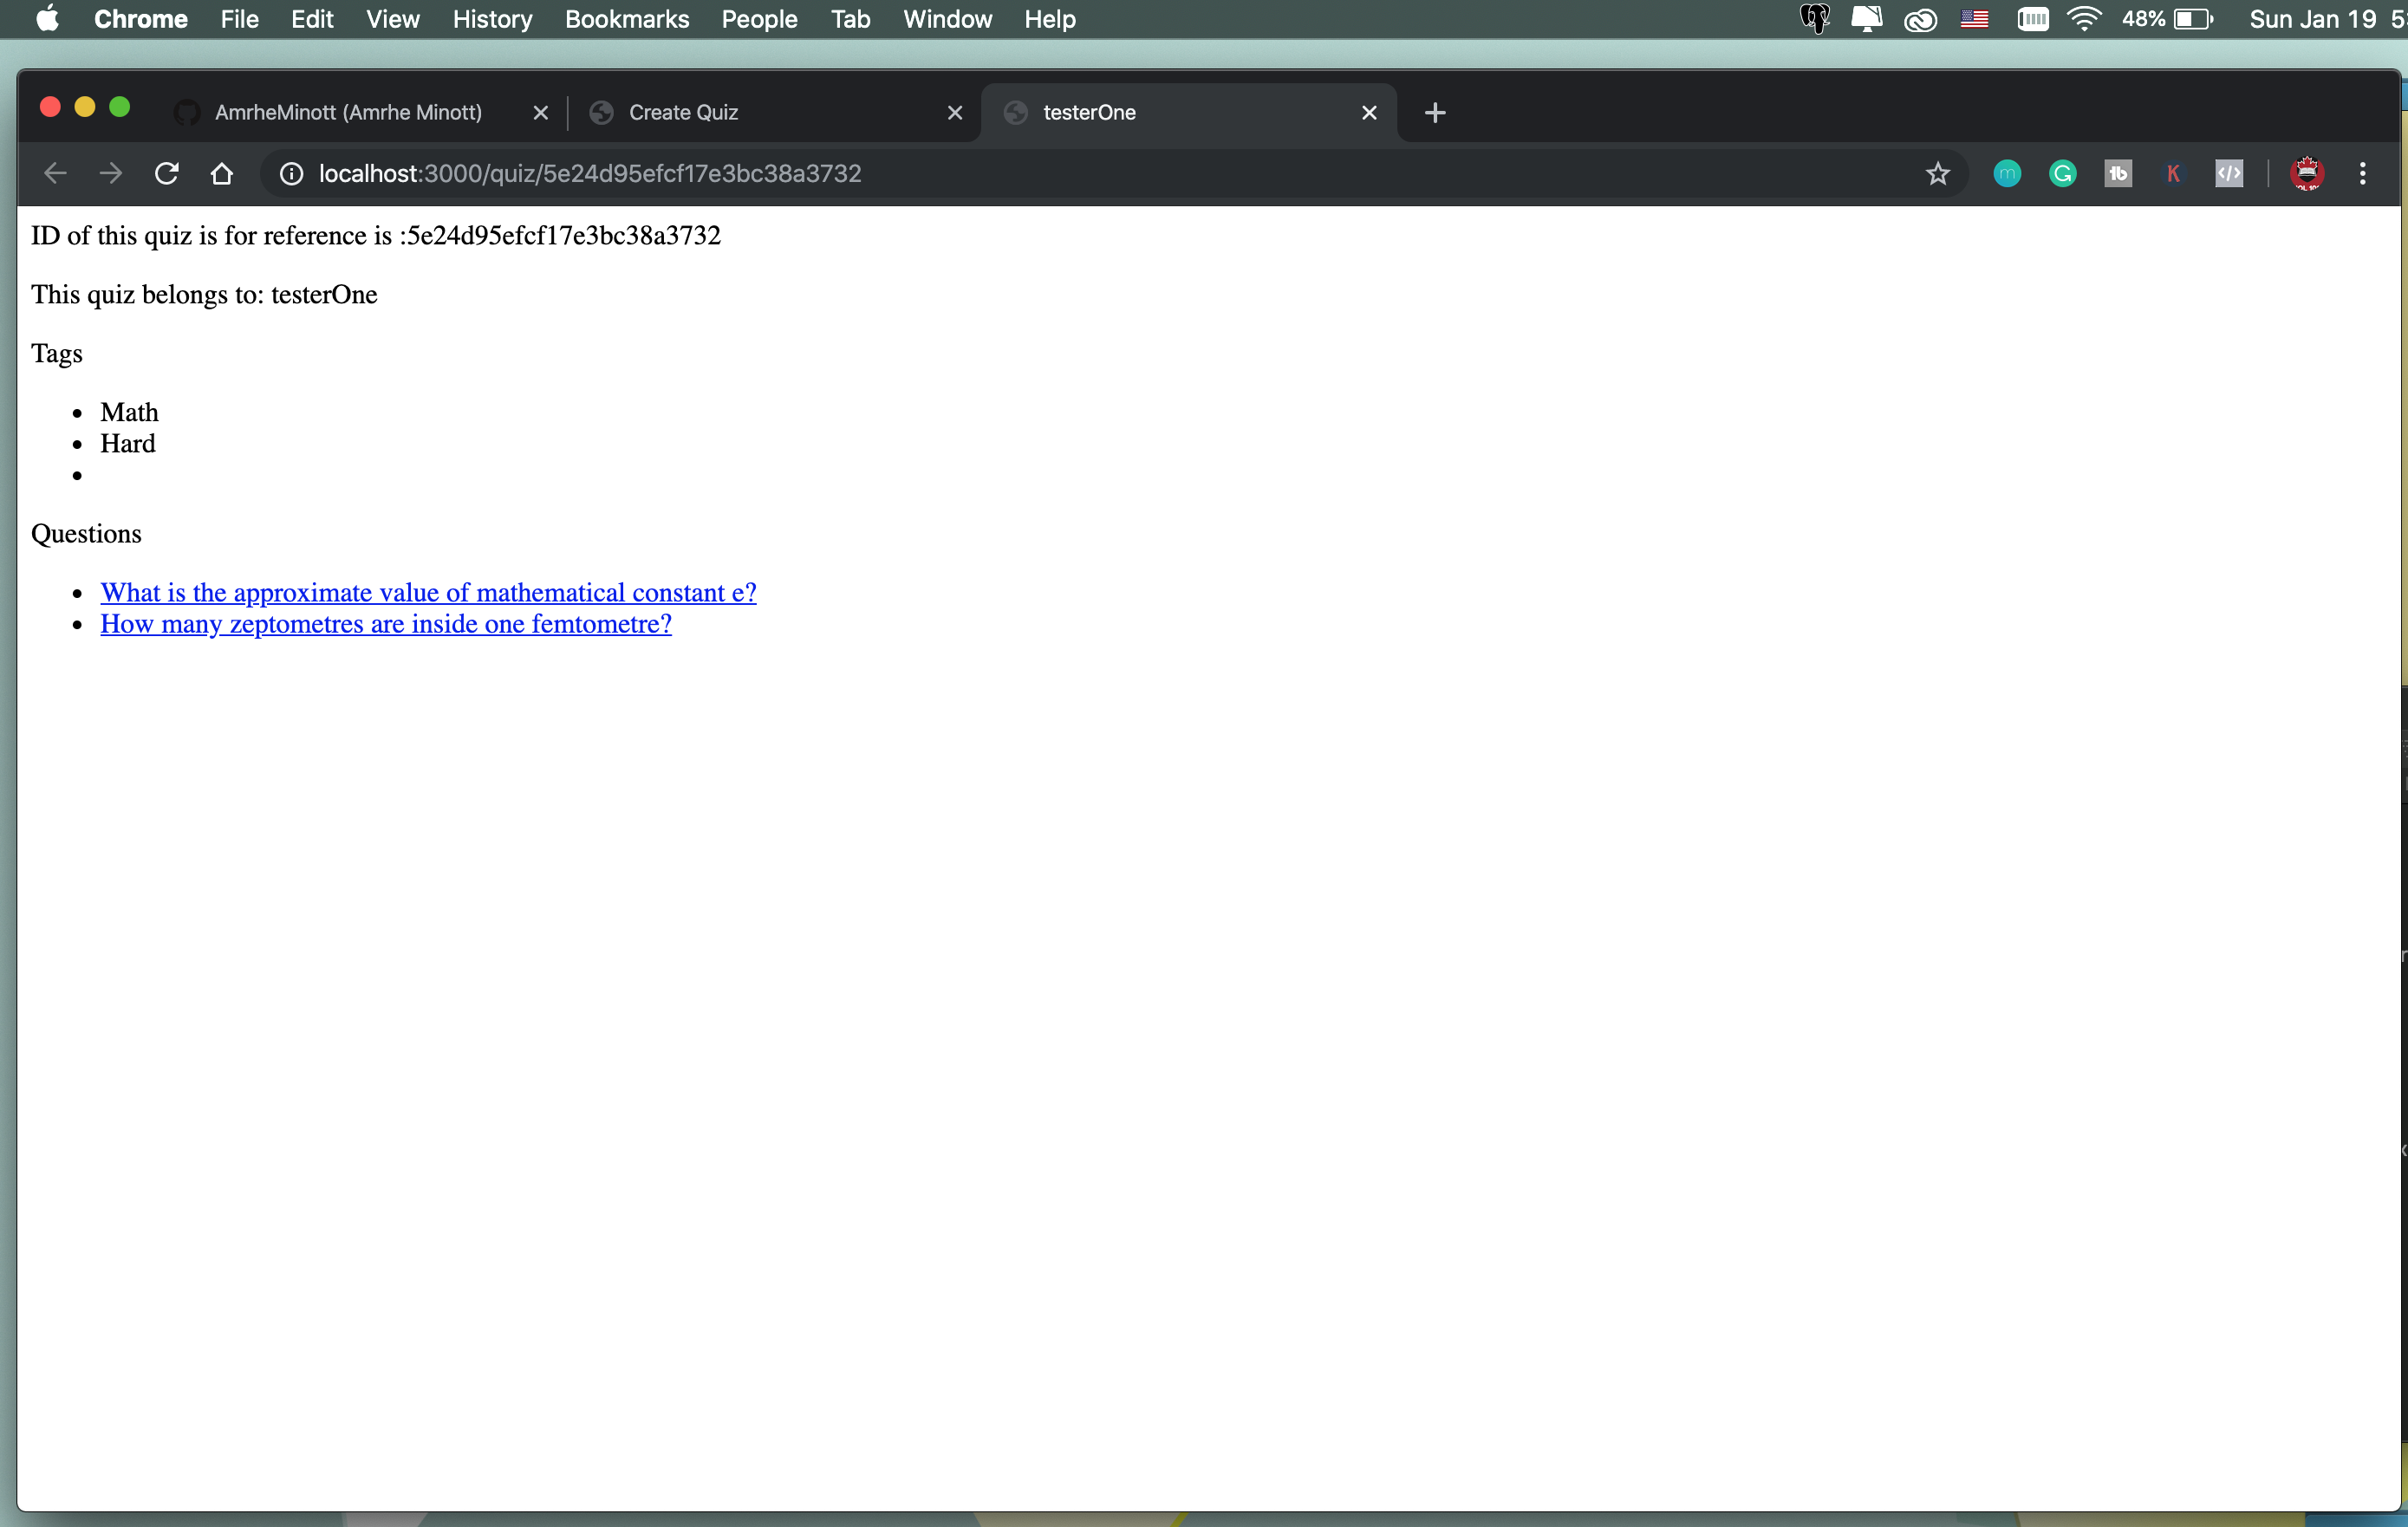 Chrome File Edit View History Bookmarks People Tab Window Help 48% Sun Jan 19
AmrheMinott (Amrhe Minott) Create Quiz testerOne
localhost:3000/quiz/5e24d95efcf17e3bc38a3732
ID of this quiz is for reference is :5e24d95efcf17e3bc38a3732
This quiz belongs to: testerOne
Tags
Math
Hard
Questions
What is the approximate value of mathematical constant e?
How many zeptometres are inside one femtometre?